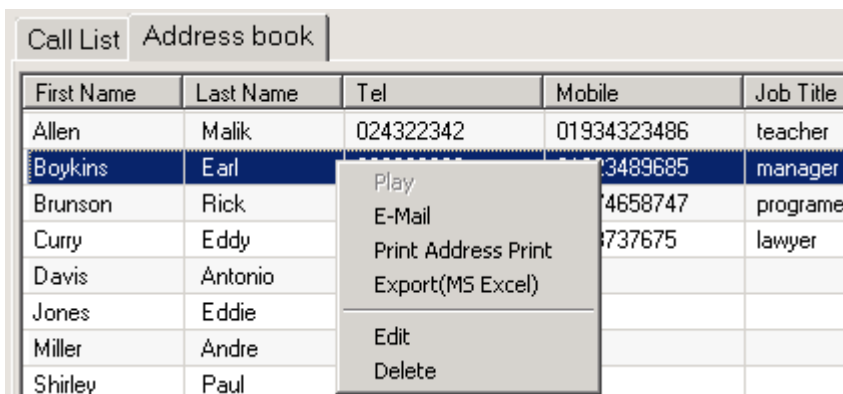 Call List Address book
First Name Last Name Tel Mobile Job Title
Allen Malik 024322342 01934323486 teacher
Boykins Earl manager
Brunson Rick programe
Curry Eddy lawyer
Davis Antonio
Jones Eddie
Miller Andre
Shirley Paul
Play
E-Mail
Print Address Print
Export(MS Excel)
Edit
Delete